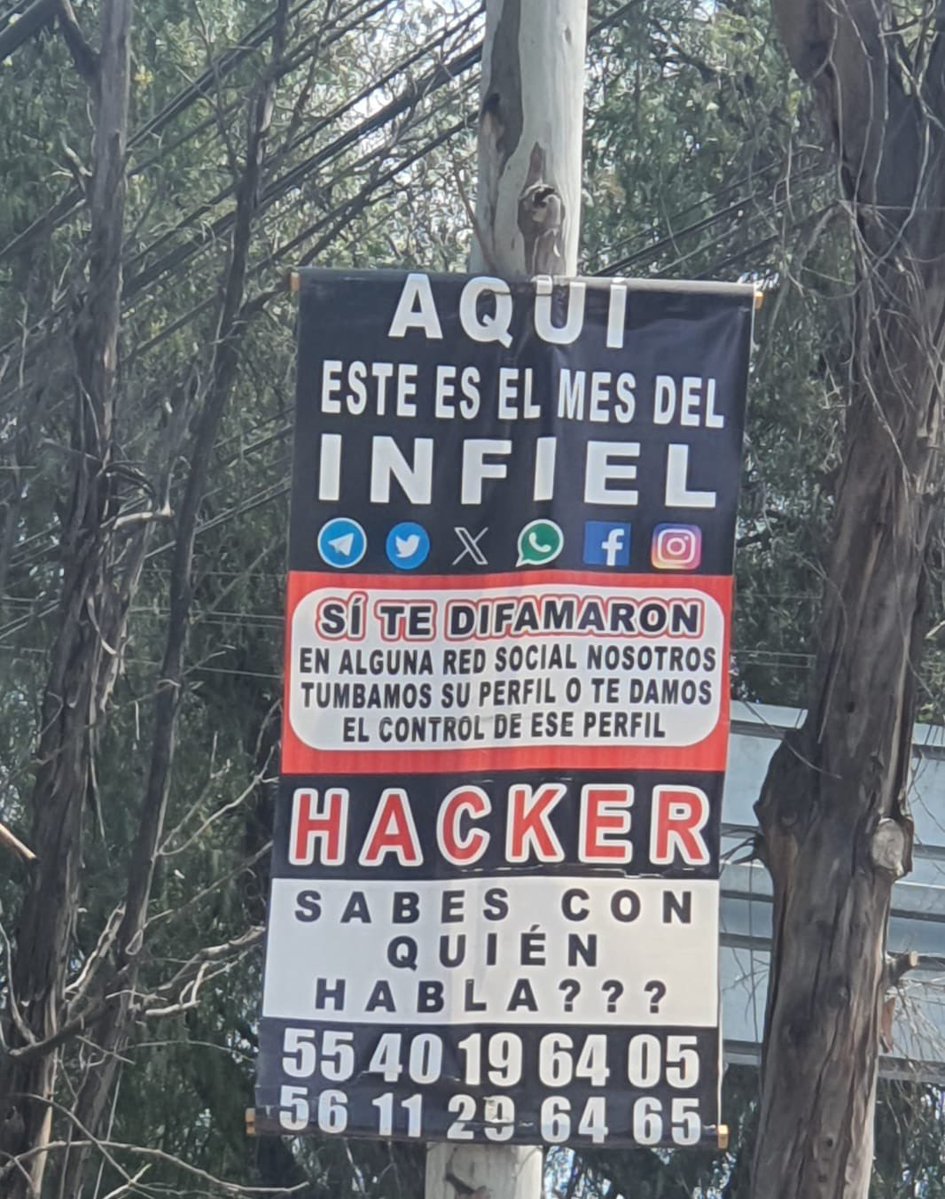 AQUI
ESTE ES EL MES DEL
INFIEL
SÍ TE DIFAMARON
EN ALGUNA RED SOCIAL NOSOTROS
TUMBAMOS SU PERFIL O TE DAMOS
EL CONTROL DE ESE PERFIL
HACKER
SABES CON
QUIÉN
HABLA???
55 40 19 64 05
56 11 29 64 65